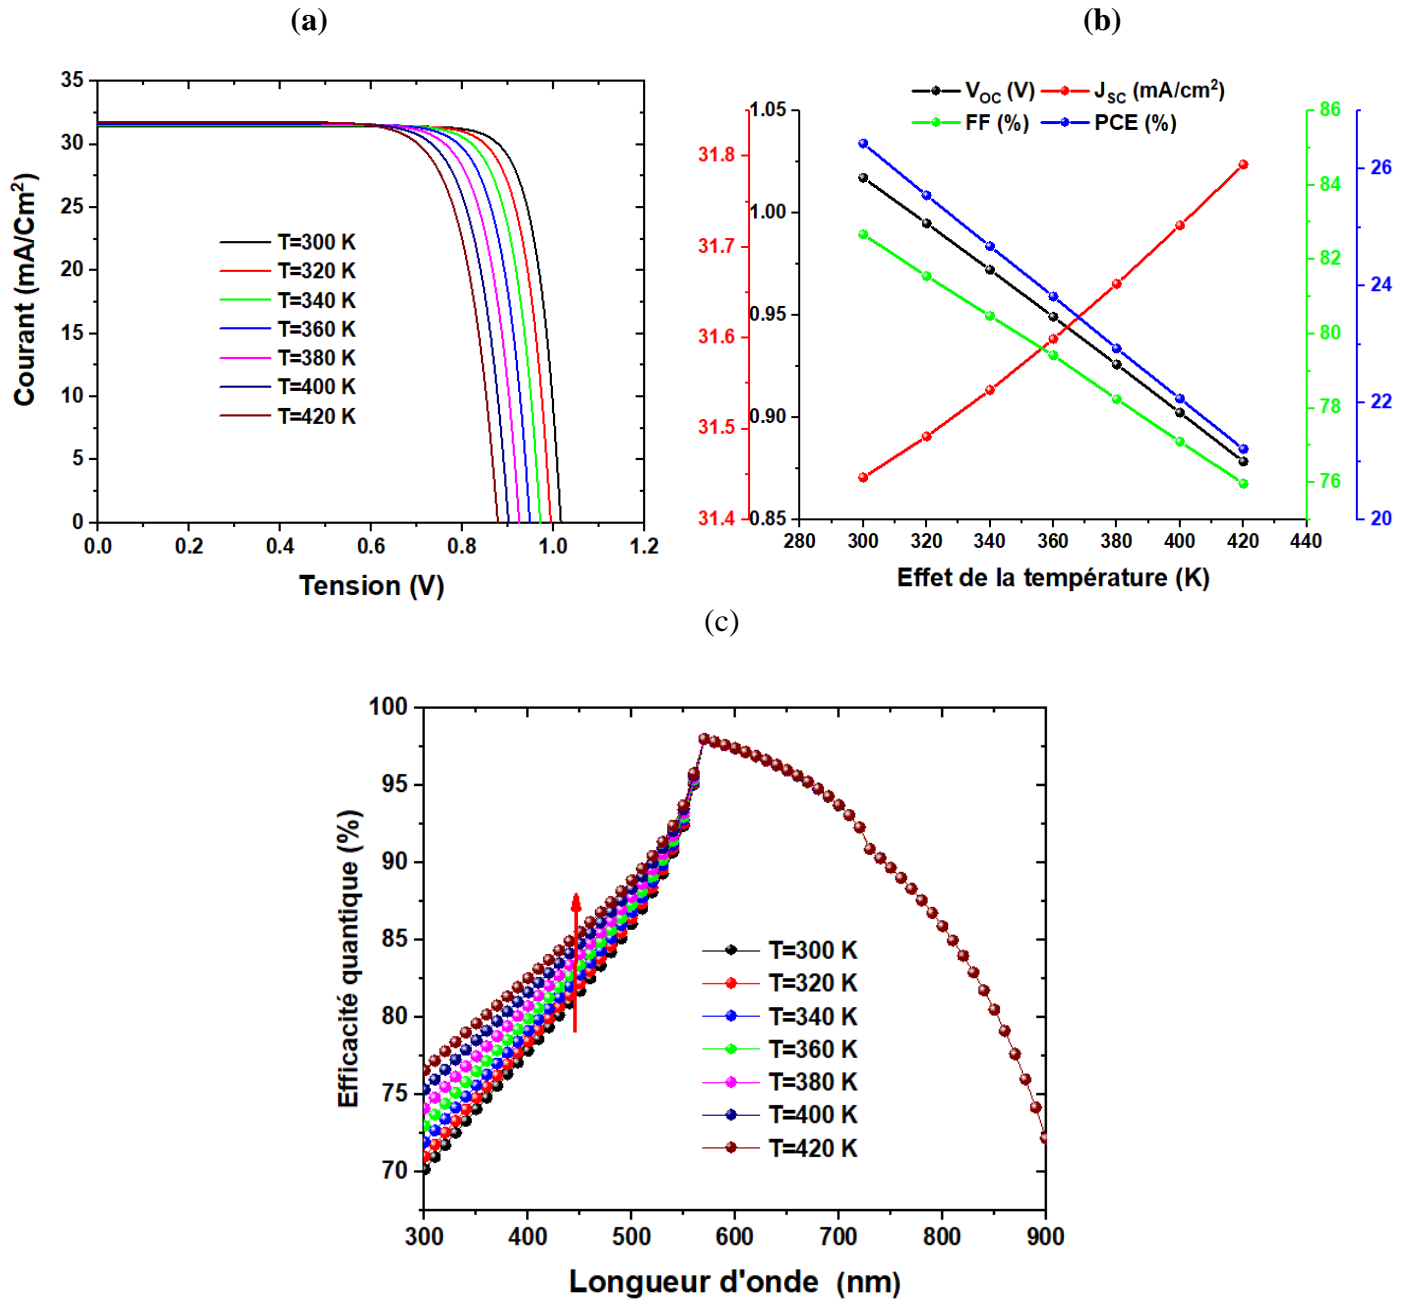 (a)
(b)
35
30
25
20
15
10
5
0
Courant (mA/Cm²)
T=300 K
T=320 K
T=340 K
T=360 K
T=380 K
T=400 K
T=420 K
0.0 0.2 0.4 0.6 0.8 1.0 1.2
Tension (V)
V_OC (V) J_SC (mA/cm²)
FF (%) PCE (%)
31.8
31.7
31.6
31.5
31.4
1.05
1.00
0.95
0.90
0.85
86
84
82
80
78
76
26
24
22
20
280 300 320 340 360 380 400 420 440
Effet de la température (K)
(c)
100
95
90
85
80
75
70
Efficacité quantique (%)
T=300 K
T=320 K
T=340 K
T=360 K
T=380 K
T=400 K
T=420 K
300 400 500 600 700 800 900
Longueur d'onde (nm)